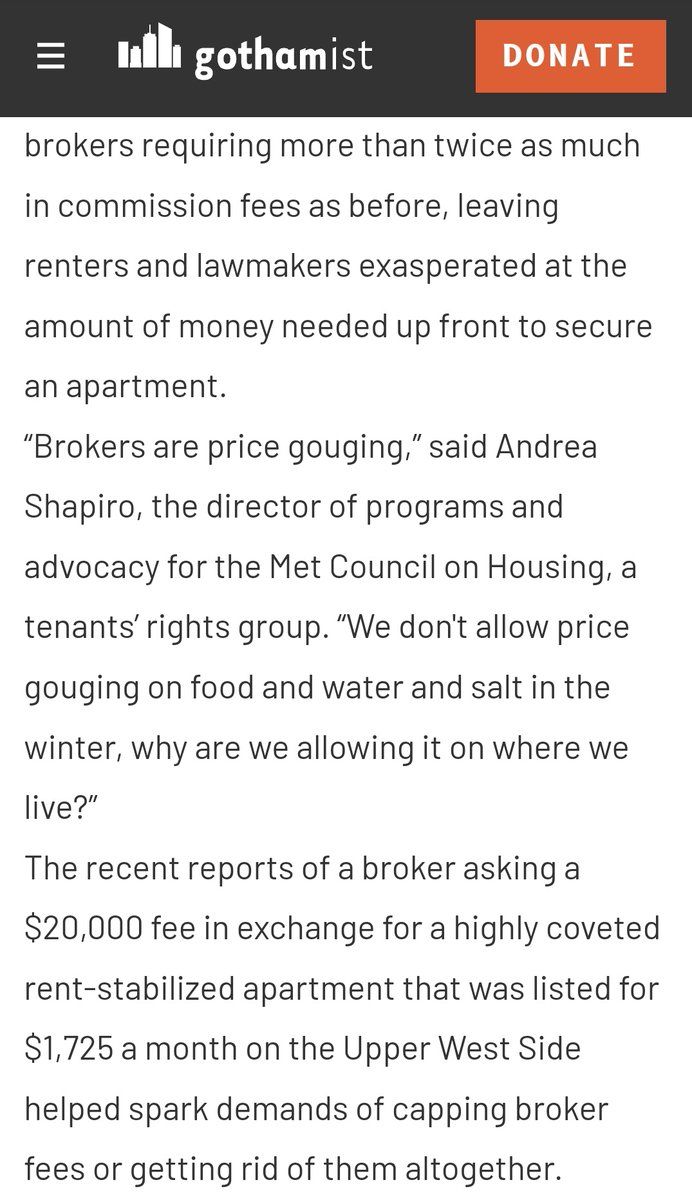 gothamist
DONATE
brokers requiring more than twice as much
in commission fees as before, leaving
renters and lawmakers exasperated at the
amount of money needed up front to secure
an apartment.
“Brokers are price gouging,” said Andrea
Shapiro, the director of programs and
advocacy for the Met Council on Housing, a
tenants’ rights group. “We don't allow price
gouging on food and water and salt in the
winter, why are we allowing it on where we
live?”
The recent reports of a broker asking a
$20,000 fee in exchange for a highly coveted
rent-stabilized apartment that was listed for
$1,725 a month on the Upper West Side
helped spark demands of capping broker
fees or getting rid of them altogether.